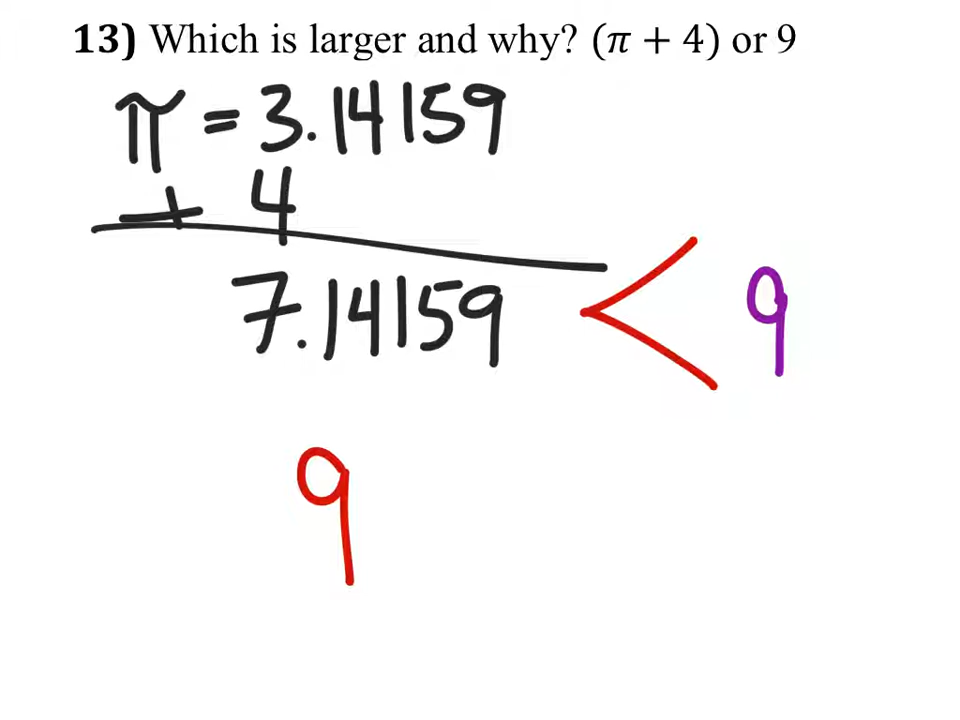 13) Which is larger and why? (π + 4) or 9
π = 3.14159
+ 4
7.14159 < 9
9